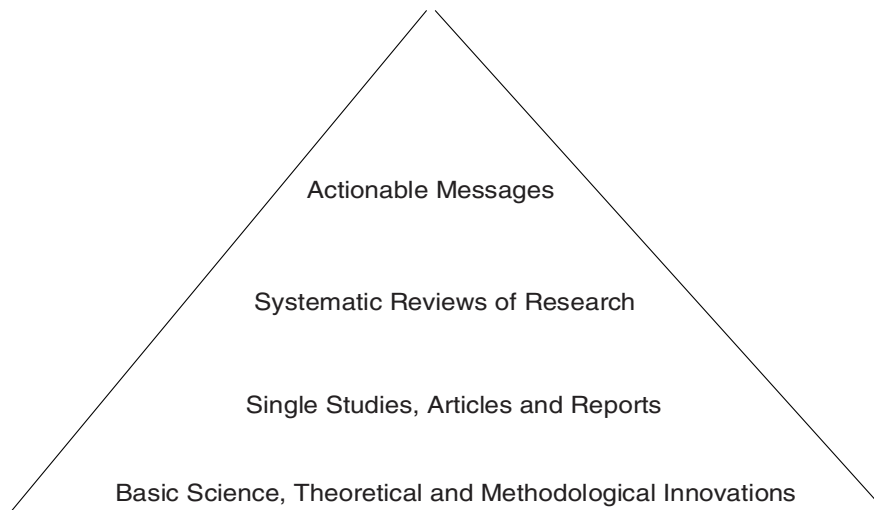 Actionable Messages
Systematic Reviews of Research
Single Studies, Articles and Reports
Basic Science, Theoretical and Methodological Innovations